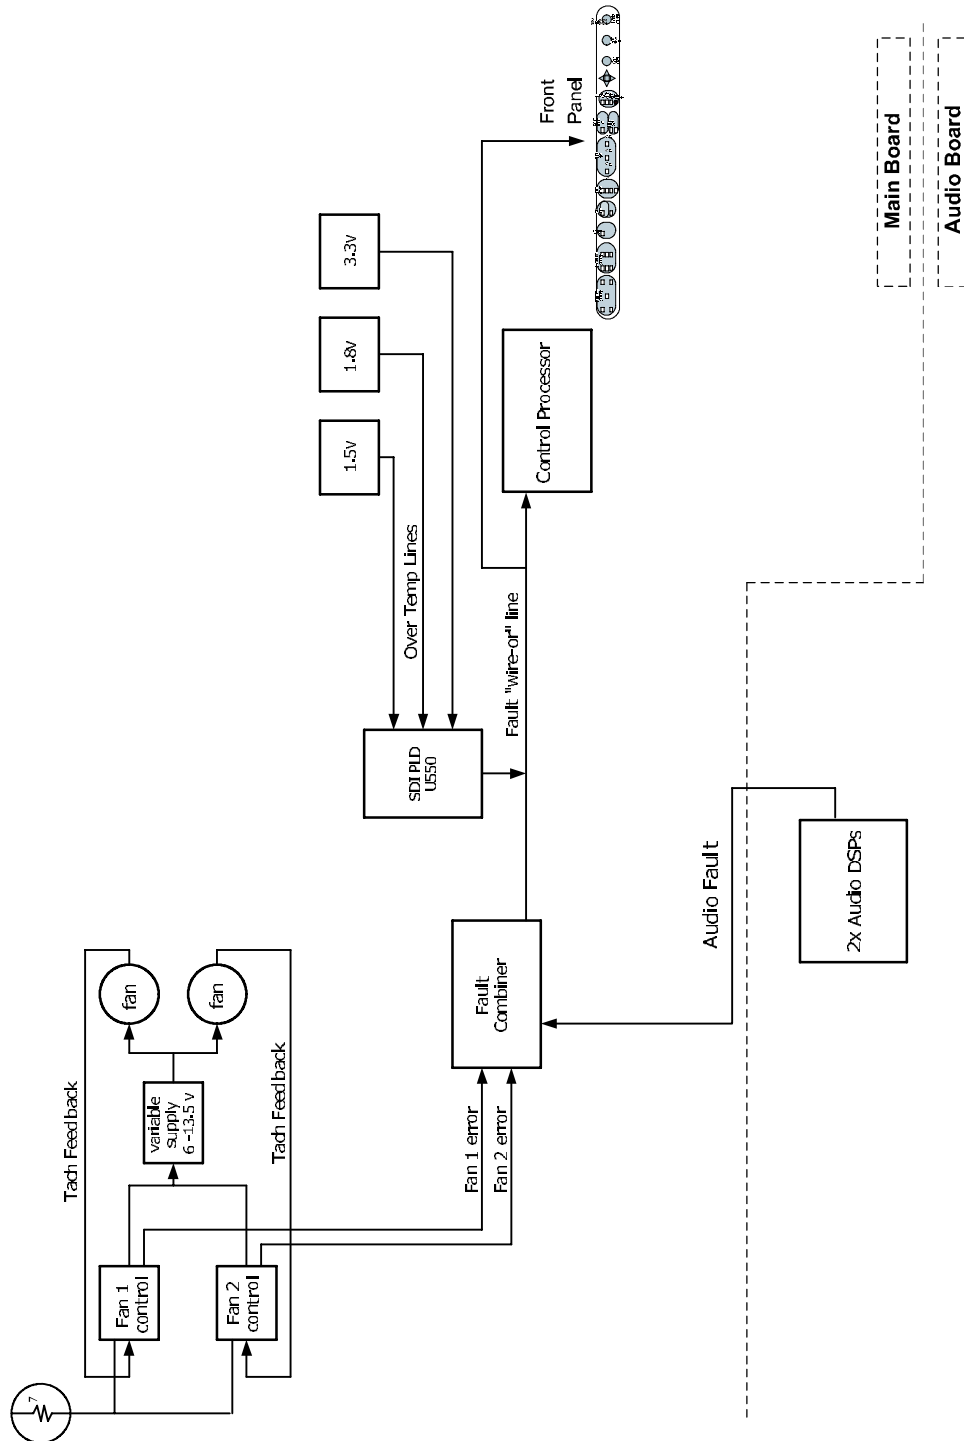 Tach Feedback
fan
fan
variable
supply
6 -13.5 v
Tach Feedback
Fan 1
control
Fan 2
control
7
Fan 1 error
Fan 2 error
Fault
Combiner
SDI PLD
U550
Over Temp Lines
1.5V
1.8V
3.3V
Fault "wire-or" line
Control Processor
Front
Panel
Audio Fault
2x Audio DSPs
Main Board
Audio Board